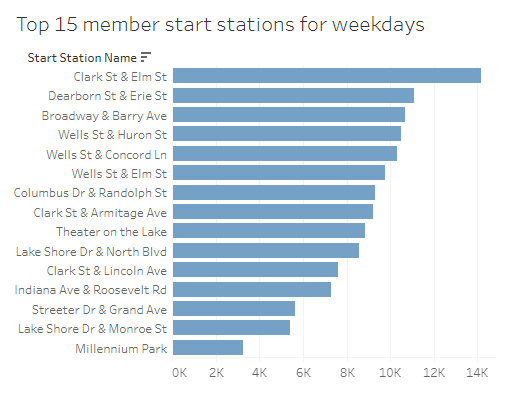 Top 15 member start stations for weekdays
Start Station Name
Clark St & Elm St
Dearborn St & Erie St
Broadway & Barry Ave
Wells St & Huron St
Wells St & Concord Ln
Wells St & Elm St
Columbus Dr & Randolph St
Clark St & Armitage Ave
Theater on the Lake
Lake Shore Dr & North Blvd
Clark St & Lincoln Ave
Indiana Ave & Roosevelt Rd
Streeter Dr & Grand Ave
Lake Shore Dr & Monroe St
Millennium Park
0K 2K 4K 6K 8K 10K 12K 14K